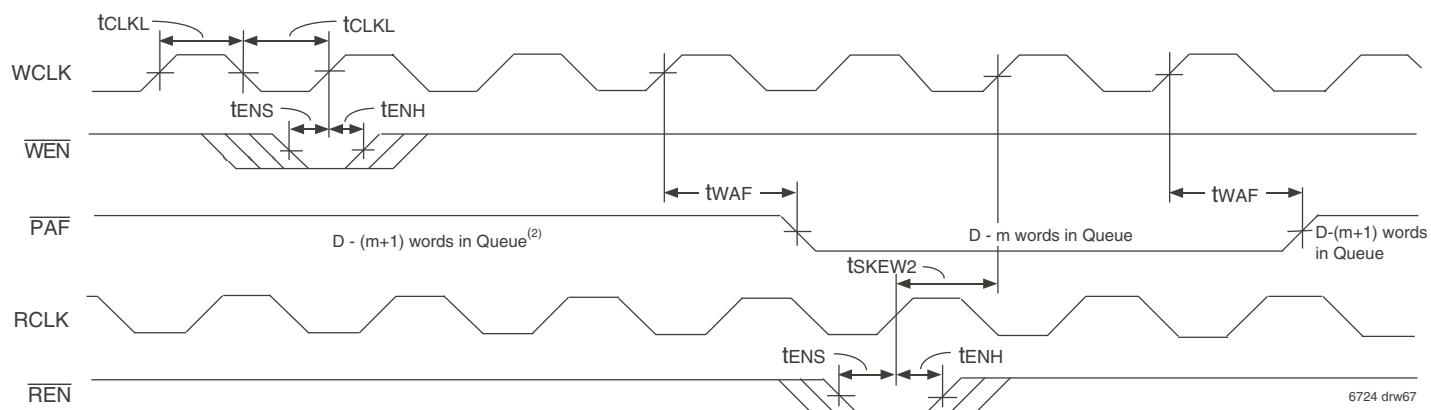 tCLKL
tCLKL
WCLK
tENS
tENH
WEN
tWAF
tWAF
PAF
D - (m+1) words in Queue(2)
D - m words in Queue
D-(m+1) words
in Queue
tSKEW2
RCLK
tENS
tENH
REN
6724 drw67